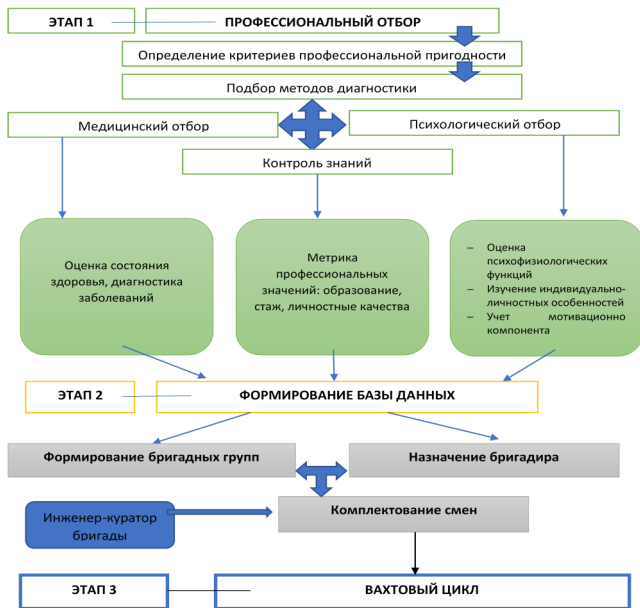 ЭТАП 1
ПРОФЕССИОНАЛЬНЫЙ ОТБОР
Определение критериев профессиональной пригодности
Подбор методов диагностики
Медицинский отбор
Психологический отбор
Контроль знаний
Оценка состояния
здоровья, диагностика
заболеваний
Метрика
профессиональных
значений: образование,
стаж, личностные качества
– Оценка
психофизиологических
функций
– Изучение индивидуально-
личностных особенностей
– Учет мотивационно
компонента
ЭТАП 2
ФОРМИРОВАНИЕ БАЗЫ ДАННЫХ
Формирование бригадных групп
Назначение бригадира
Инженер-куратор
бригады
Комплектование смен
ЭТАП 3
ВАХТОВЫЙ ЦИКЛ